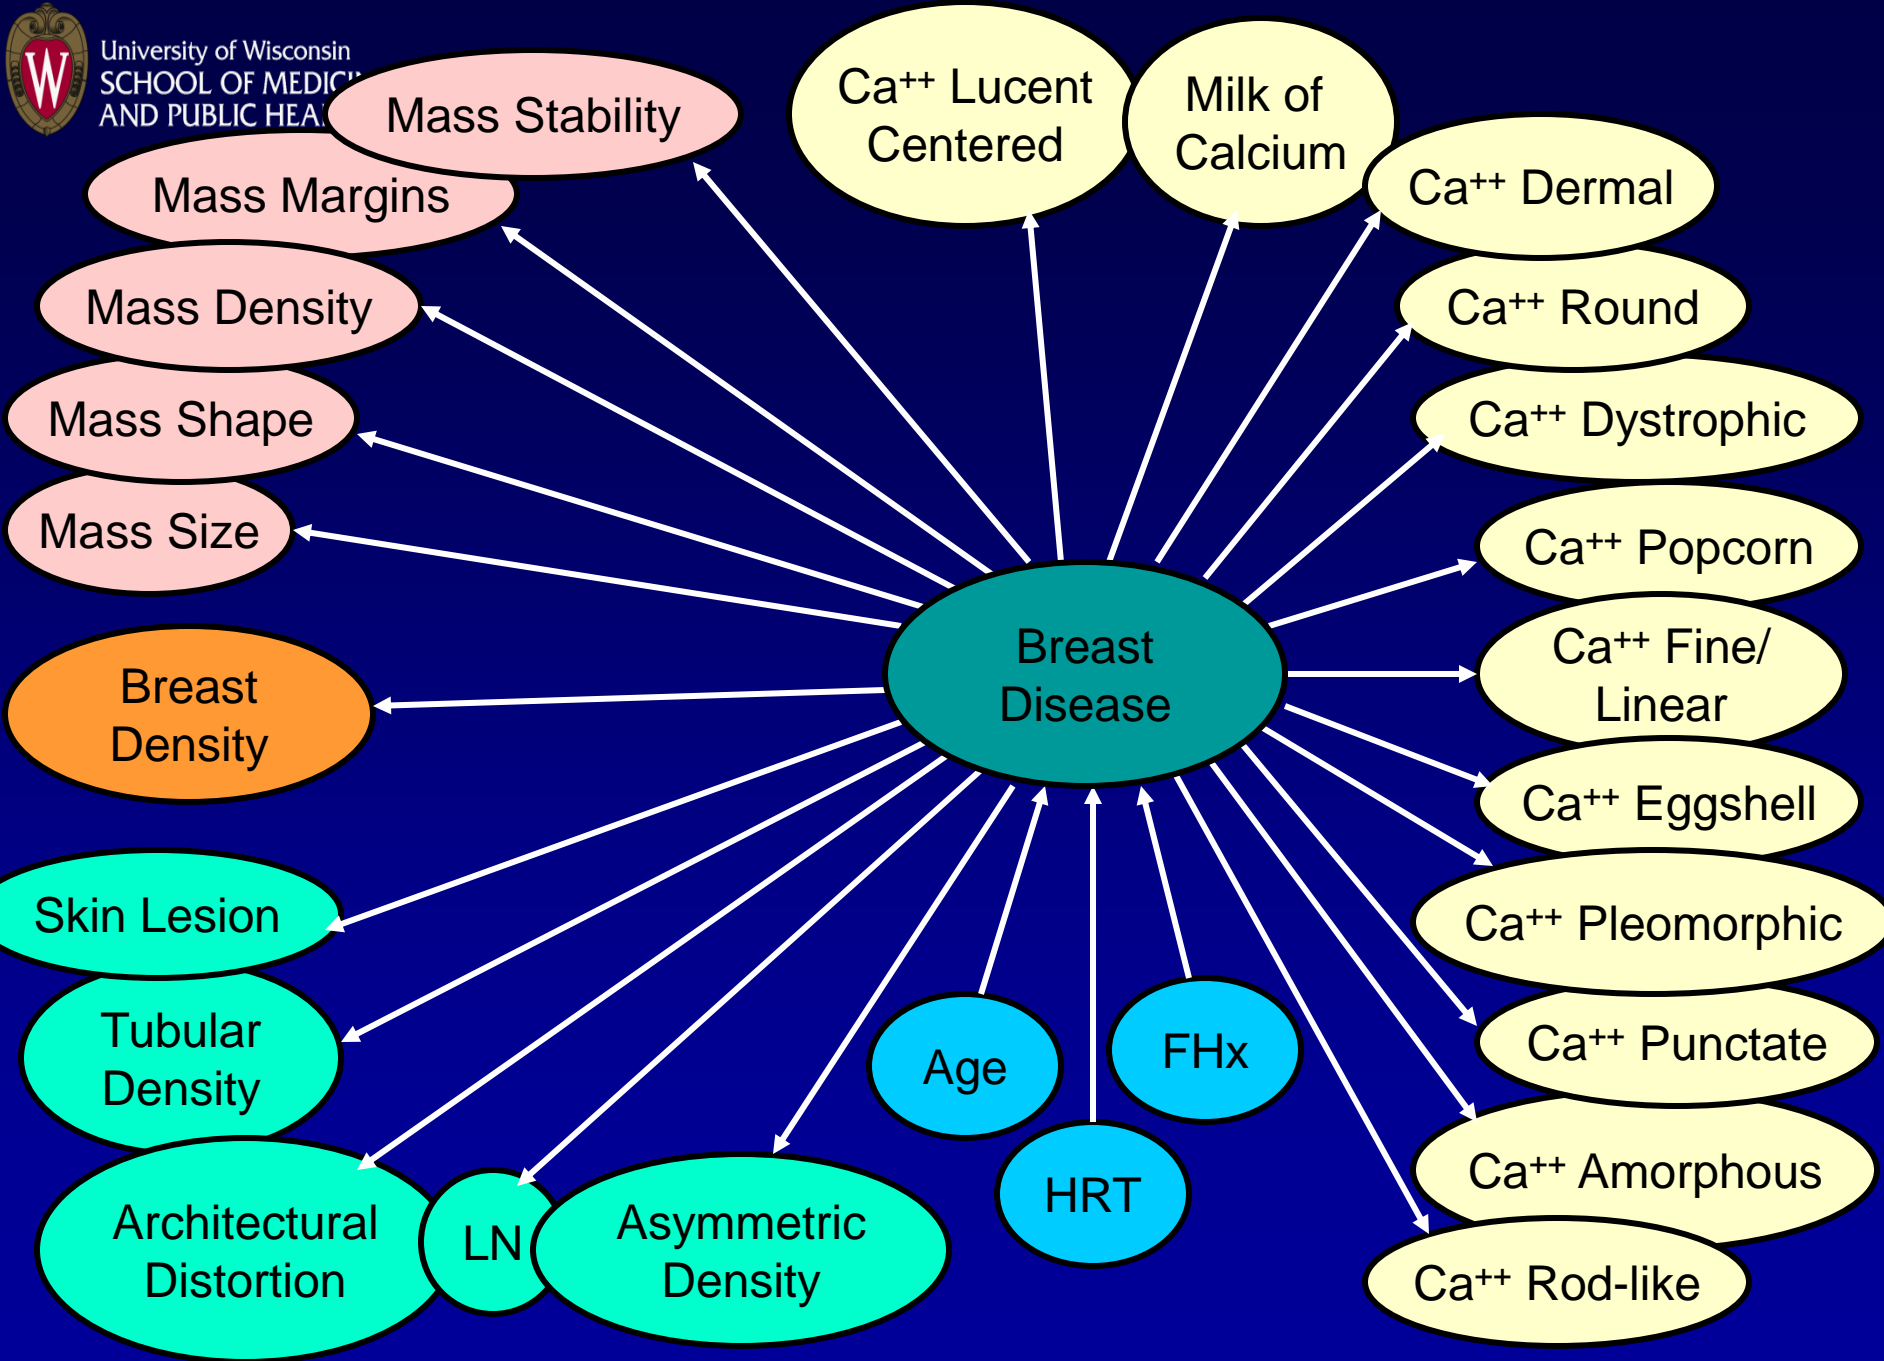 University of Wisconsin
SCHOOL OF
AND PUBLIC
Mass Stability
Mass Margins
Mass Density
Mass Shape
Mass Size
Breast
Density
Skin Lesion
Tubular
Density
Architectural
Distortion
LN
Asymmetric
Density
Age
HRT
FHx
Breast
Disease
Ca⁺⁺ Lucent
Centered
Milk of
Calcium
Ca⁺⁺ Dermal
Ca⁺⁺ Round
Ca⁺⁺ Dystrophic
Ca⁺⁺ Popcorn
Ca⁺⁺ Fine/
Linear
Ca⁺⁺ Eggshell
Ca⁺⁺ Pleomorphic
Ca⁺⁺ Punctate
Ca⁺⁺ Amorphous
Ca⁺⁺ Rod-like